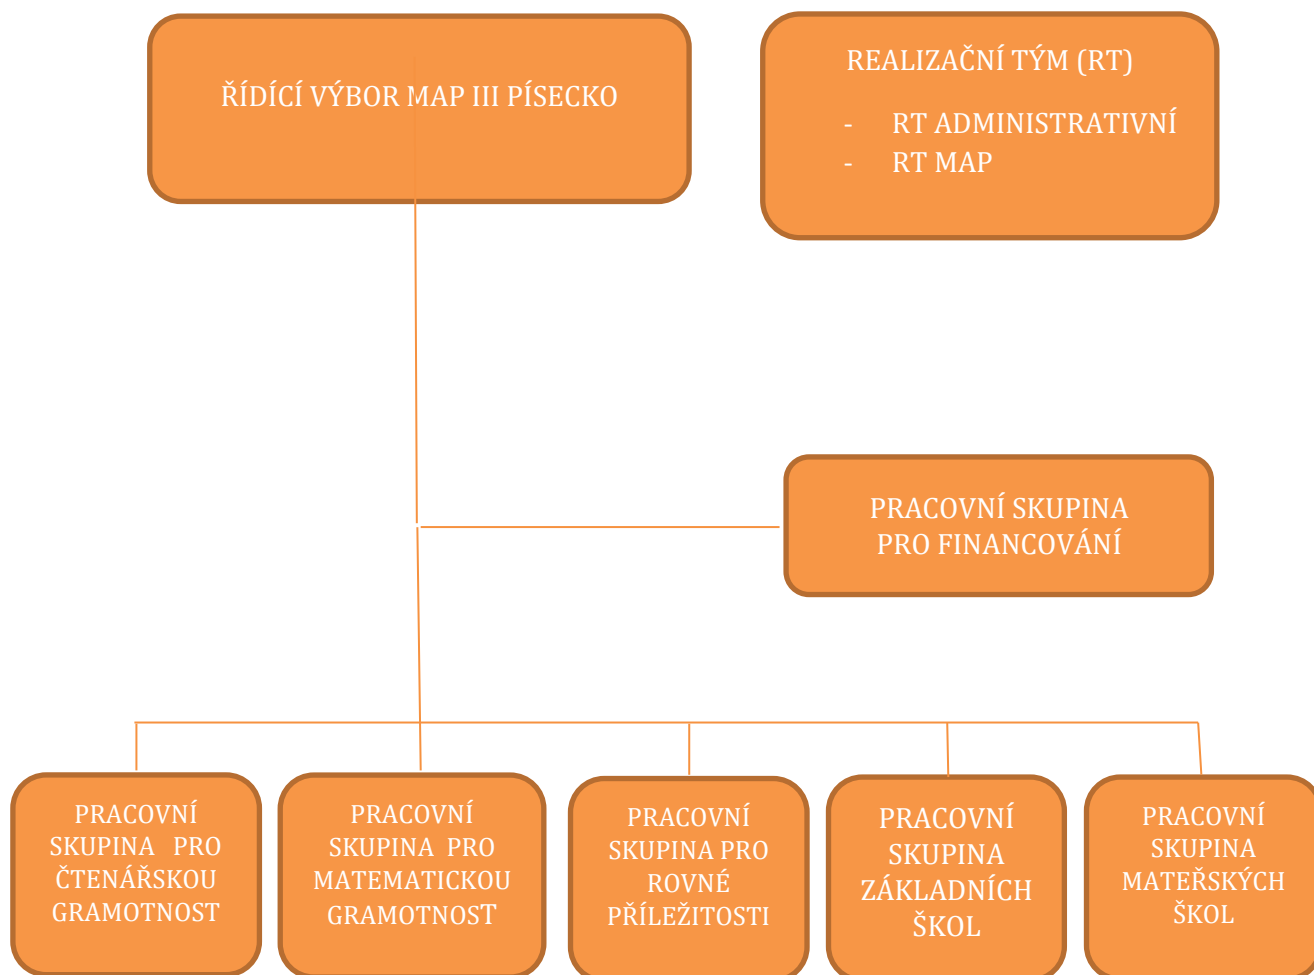 ŘÍDÍCÍ VÝBOR MAP III PÍSECKO
REALIZAČNÍ TÝM (RT)
- RT ADMINISTRATIVNÍ
- RT MAP
PRACOVNÍ SKUPINA
PRO FINANCOVÁNÍ
PRACOVNÍ
SKUPINA PRO
ČTENÁŘSKOU
GRAMOTNOST
PRACOVNÍ
SKUPINA PRO
MATEMATICKOU
GRAMOTNOST
PRACOVNÍ
SKUPINA PRO
ROVNÉ
PŘÍLEŽITOSTI
PRACOVNÍ
SKUPINA
ZÁKLADNÍCH
ŠKOL
PRACOVNÍ
SKUPINA
MATEŘSKÝCH
ŠKOL